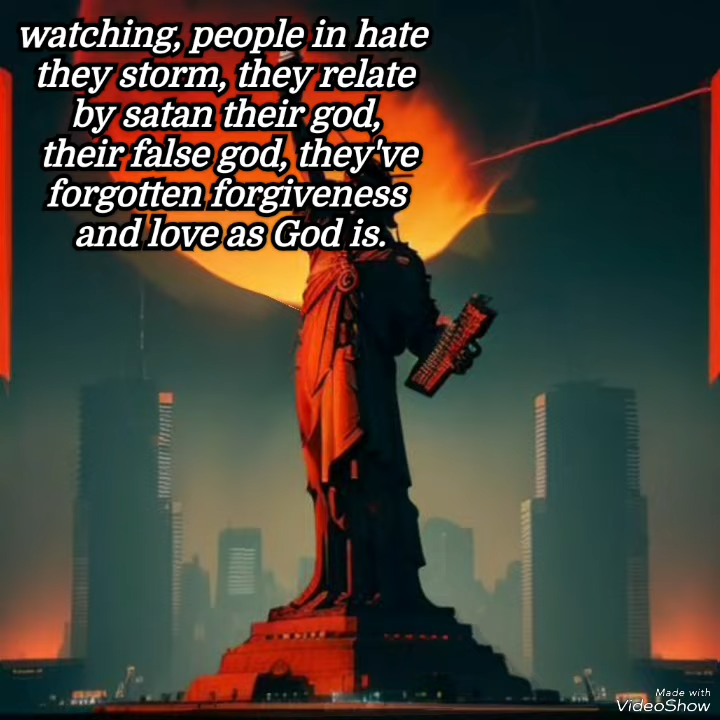 watching, people in hate
they storm, they relate
by satan their god,
their false god, they've
forgotten forgiveness
and love as God is.
Made with
VideoShow